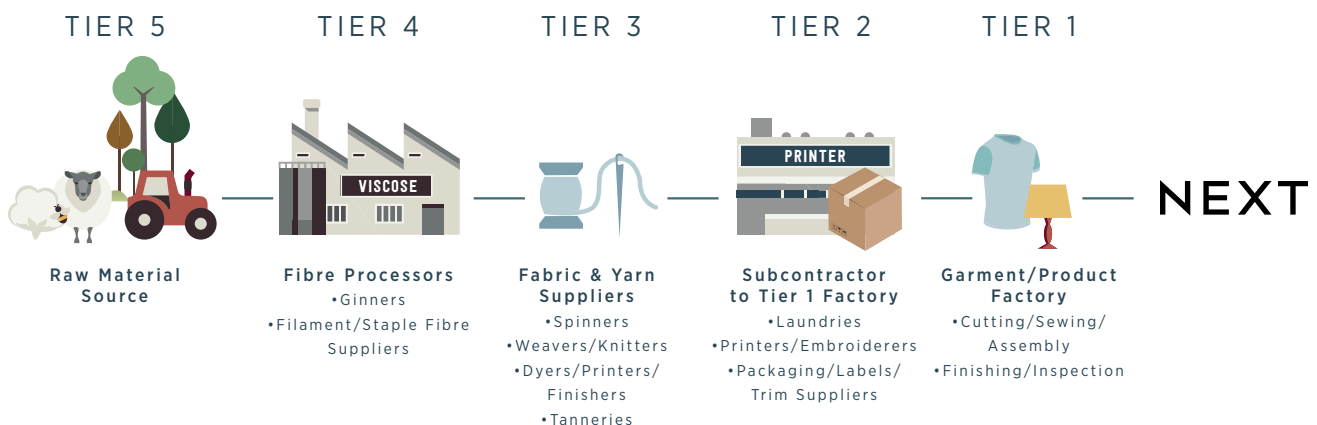 TIER 5
TIER 4
TIER 3
TIER 2
TIER 1
VISCOSE
PRINTER
NEXT
Raw Material
Source
Fibre Processors
•Ginners
•Filament/Staple Fibre
Suppliers
Fabric & Yarn
Suppliers
•Spinners
•Weavers/Knitters
•Dyers/Printers/
Finishers
•Tanneries
Subcontractor
to Tier 1 Factory
•Laundries
•Printers/Embroiderers
•Packaging/Labels/
Trim Suppliers
Garment/Product
Factory
•Cutting/Sewing/
Assembly
•Finishing/Inspection